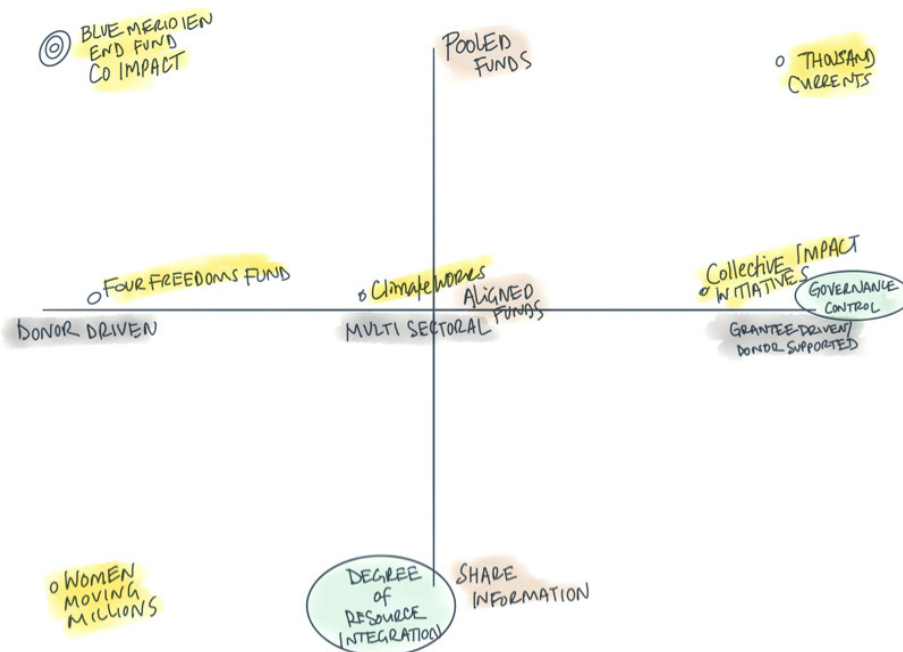 BLUE MERIDIEN
END FUND
CO IMPACT
POOLED
FUNDS
THOUSAND
CURRENTS
FOUR FREEDOMS FUND
ClimateWorks
ALIGNED
FUNDS
Collective IMPACT
INITIATIVES
GOVERNANCE
CONTROL
DONOR DRIVEN
MULTI SECTORAL
GRANTEE-DRIVEN/
DONOR SUPPORTED
WOMEN
MOVING
MILLIONS
DEGREE
of
RESOURCE
INTEGRATION
SHARE
INFORMATION